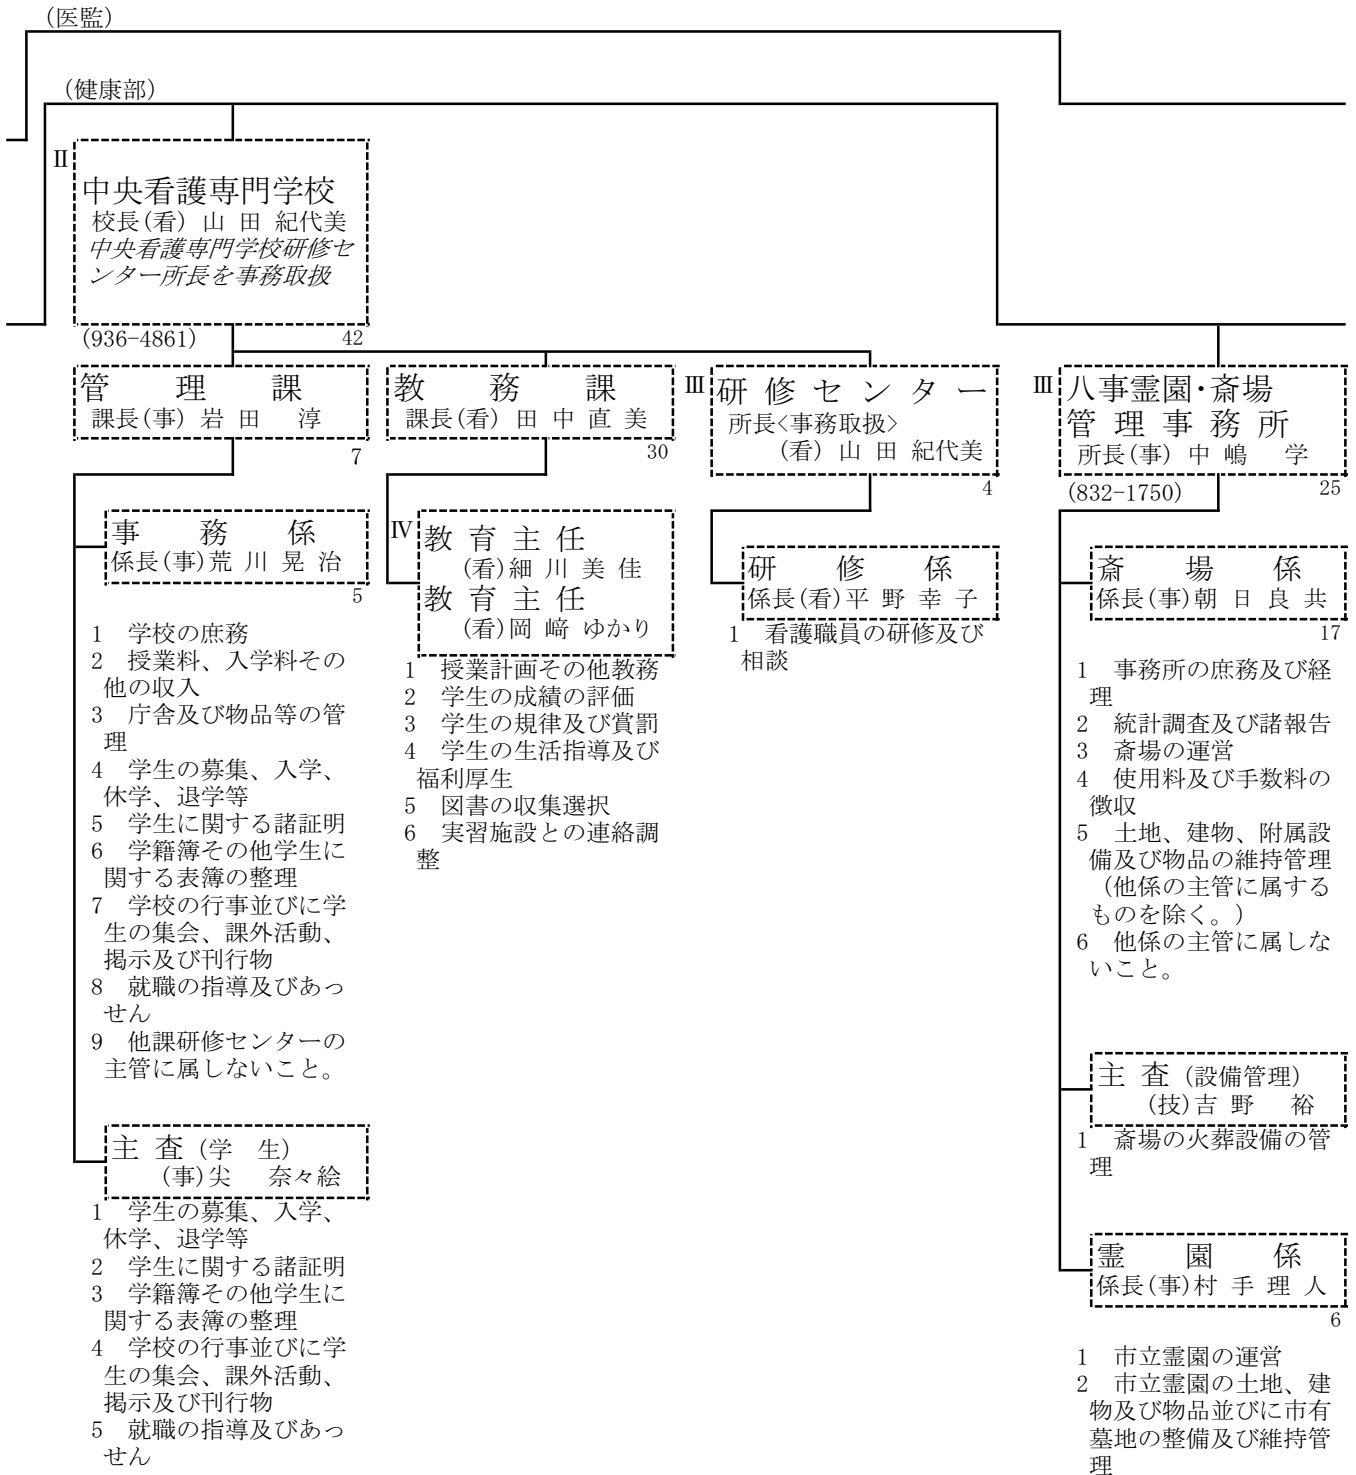 (医監)
(健康部)
Ⅱ
中央看護専門学校
校長(看) 山 田 紀代美
中央看護専門学校研修セ
ンター所長を事務取扱
(936-4861)
42
管 理 課
課長(事) 岩 田 淳
7
事 務 係
係長(事)荒 川 晃 治
5
1 学校の庶務
2 授業料、入学料その
他の収入
3 庁舎及び物品等の管
理
4 学生の募集、入学、
休学、退学等
5 学生に関する諸証明
6 学籍簿その他学生に
関する表簿の整理
7 学校の行事並びに学
生の集会、課外活動、
掲示及び刊行物
8 就職の指導及びあっ
せん
9 他課研修センターの
主管に属しないこと。
主 査 (学 生)
(事)尖 奈々絵
1 学生の募集、入学、
休学、退学等
2 学生に関する諸証明
3 学籍簿その他学生に
関する表簿の整理
4 学校の行事並びに学
生の集会、課外活動、
掲示及び刊行物
5 就職の指導及びあっ
せん
教 務 課
課長(看) 田 中 直 美
30
Ⅳ
教 育 主 任
(看)細 川 美 佳
教 育 主 任
(看)岡 﨑 ゆかり
1 授業計画その他教務
2 学生の成績の評価
3 学生の規律及び賞罰
4 学生の生活指導及び
福利厚生
5 図書の収集選択
6 実習施設との連絡調
整
Ⅲ
研 修 セ ン タ ー
所長<事務取扱>
(看) 山 田 紀代美
4
研 修 係
係長(看)平 野 幸 子
1 看護職員の研修及び
相談
Ⅲ
八事霊園・斎場
管 理 事 務 所
所長(事) 中 嶋 学
(832-1750)
25
斎 場 係
係長(事)朝 日 良 共
17
1 事務所の庶務及び経
理
2 統計調査及び諸報告
3 斎場の運営
4 使用料及び手数料の
徴収
5 土地、建物、附属設
備及び物品の維持管理
(他係の主管に属する
ものを除く。)
6 他係の主管に属しな
いこと。
主 査 (設備管理)
(技)吉 野 裕
1 斎場の火葬設備の管
理
霊 園 係
係長(事)村 手 理 人
6
1 市立霊園の運営
2 市立霊園の土地、建
物及び物品並びに市有
墓地の整備及び維持管
理